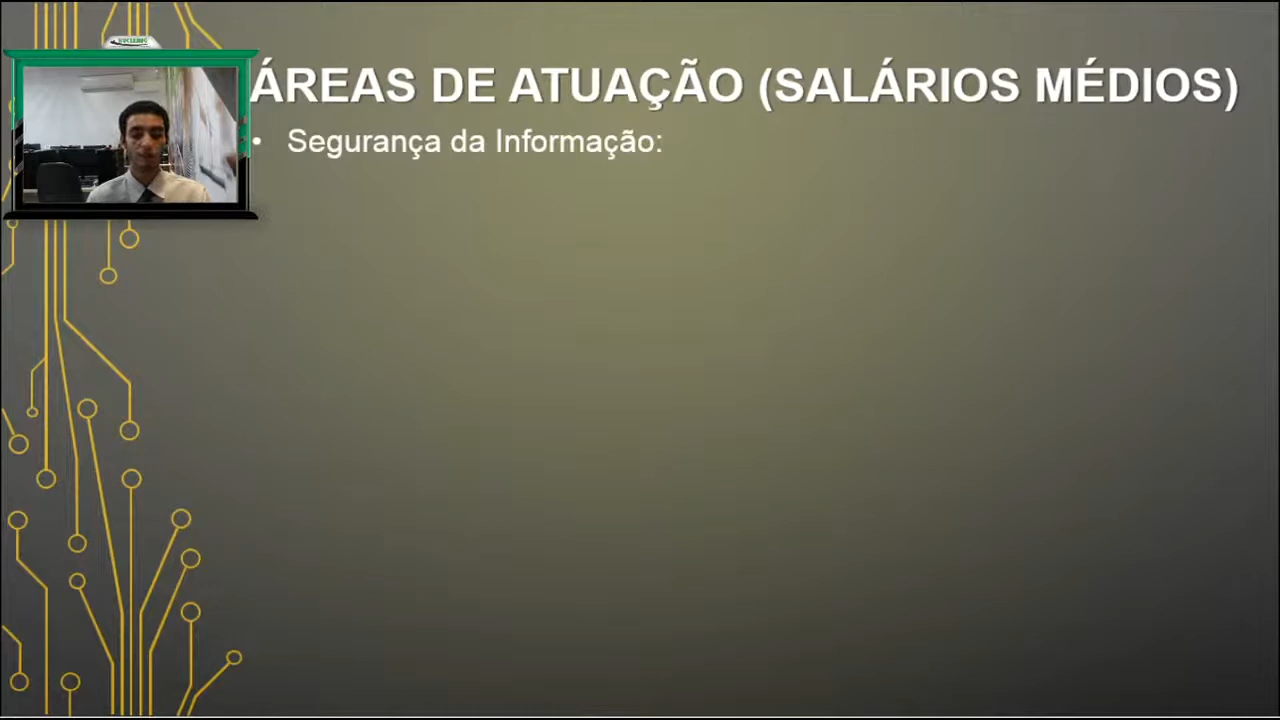 ÁREAS DE ATUAÇÃO (SALÁRIOS MÉDIOS)
• Segurança da Informação: